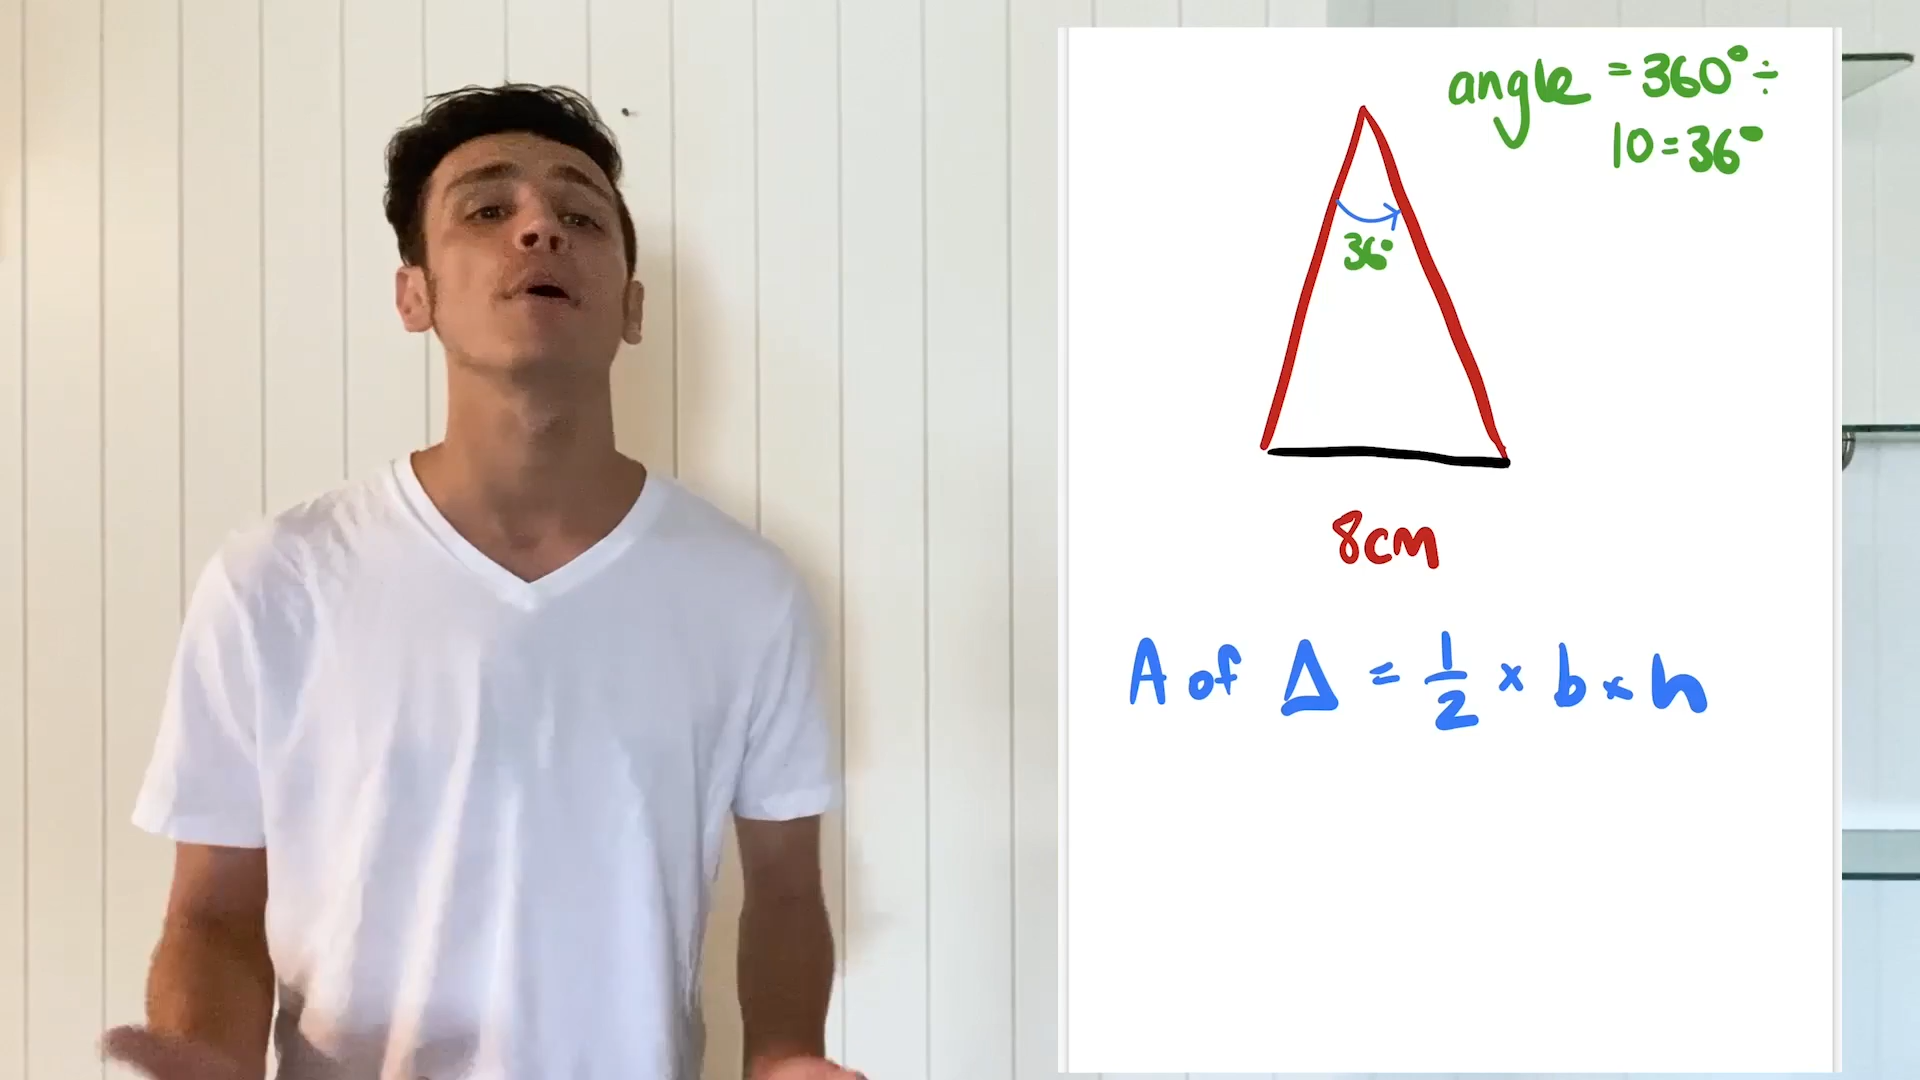 angle = 360° ÷
10 = 36°
36°
8cm
A of Δ = 1/2 × b × h